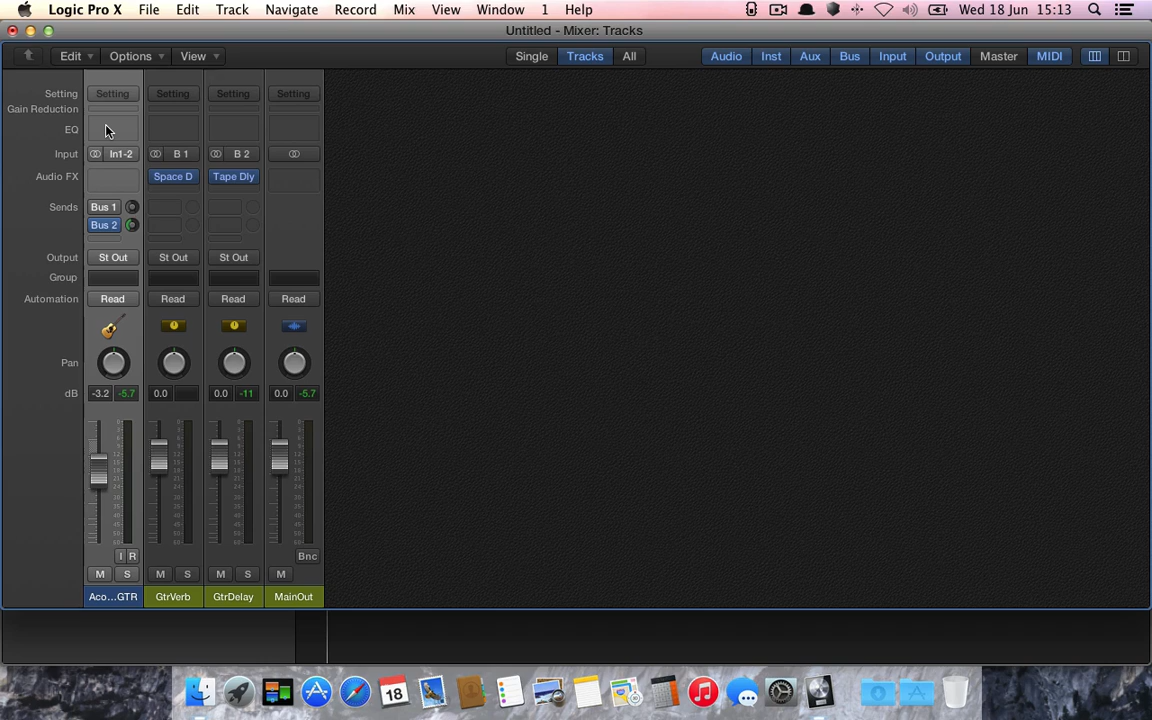 Logic Pro X File Edit Track Navigate Record Mix View Window 1 Help Wed 18 Jun 15:13
Untitled - Mixer: Tracks
Edit Options View Single Tracks All Audio Inst Aux Bus Input Output Master MIDI
Setting Setting Setting Setting Setting
Gain Reduction
EQ
Input In1-2 B 1 B 2
Audio FX Space D Tape Dly
Sends Bus 1
Bus 2
Output St Out St Out St Out
Group
Automation Read Read Read Read
Pan
dB -3.2 -5.7 0.0 0.0 -11 0.0 -5.7
I R Bnc
M S M S M S M
Aco...GTR GtrVerb GtrDelay MainOut
18